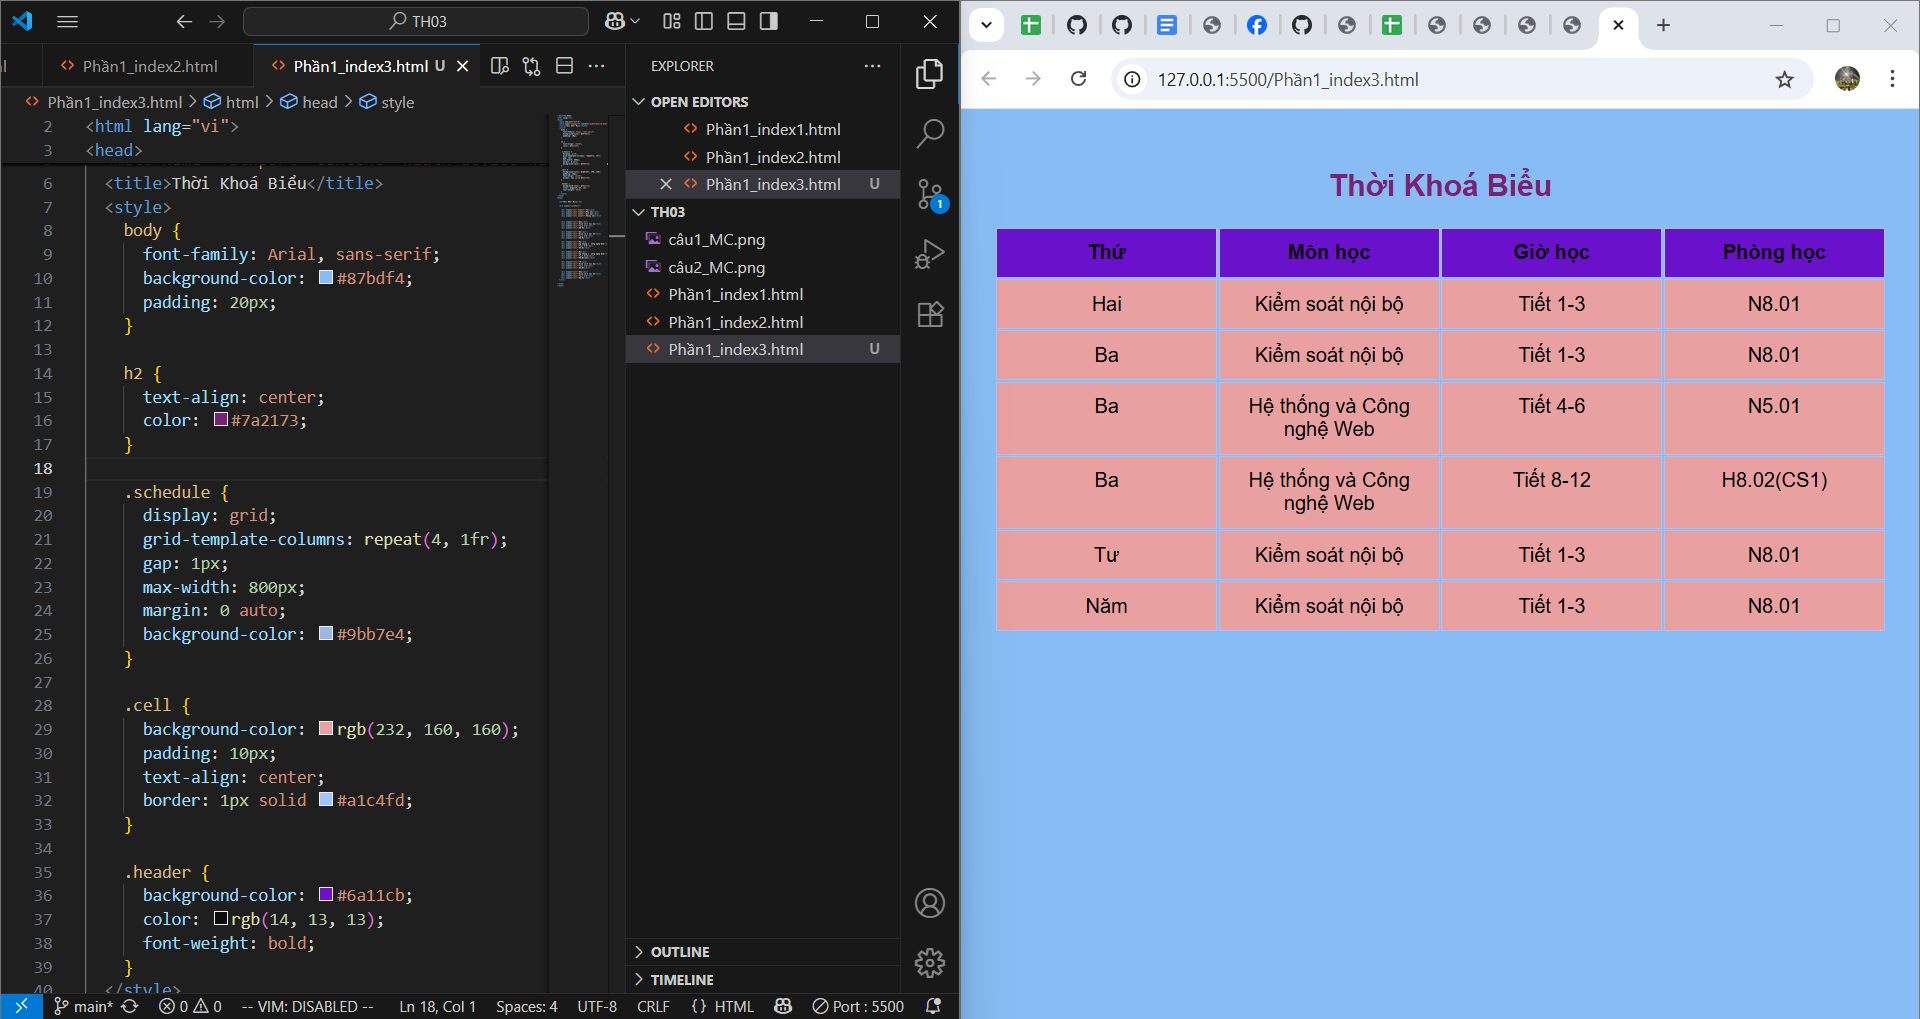 TH03
Phần1_index2.html
Phần1_index3.html U
Phần1_index3.html > html > head > style
2 <html lang="vi">
3 <head>
6 <title>Thời Khoá Biểu</title>
7 <style>
8 body {
9 font-family: Arial, sans-serif;
10 background-color: #87bdf4;
11 padding: 20px;
12 }
13
14 h2 {
15 text-align: center;
16 color: #7a2173;
17 }
18
19 .schedule {
20 display: grid;
21 grid-template-columns: repeat(4, 1fr);
22 gap: 1px;
23 max-width: 800px;
24 margin: 0 auto;
25 background-color: #9bb7e4;
26 }
27
28 .cell {
29 background-color: rgb(232, 160, 160);
30 padding: 10px;
31 text-align: center;
32 border: 1px solid #a1c4fd;
33 }
34
35 .header {
36 background-color: #6a11cb;
37 color: rgb(14, 13, 13);
38 font-weight: bold;
39 }
40 </style>
EXPLORER
OPEN EDITORS
Phần1_index1.html
Phần1_index2.html
Phần1_index3.html U
TH03
câu1_MC.png
câu2_MC.png
Phần1_index1.html
Phần1_index2.html
Phần1_index3.html U
OUTLINE
TIMELINE
1
main* 0 0 -- VIM: DISABLED -- Ln 18, Col 1 Spaces: 4 UTF-8 CRLF {} HTML Port : 5500
127.0.0.1:5500/Phần1_index3.html
Thời Khoá Biểu
Thứ Môn học Giờ học Phòng học
Hai Kiểm soát nội bộ Tiết 1-3 N8.01
Ba Kiểm soát nội bộ Tiết 1-3 N8.01
Ba Hệ thống và Công Tiết 4-6 N5.01
nghệ Web
Ba Hệ thống và Công Tiết 8-12 H8.02(CS1)
nghệ Web
Tư Kiểm soát nội bộ Tiết 1-3 N8.01
Năm Kiểm soát nội bộ Tiết 1-3 N8.01